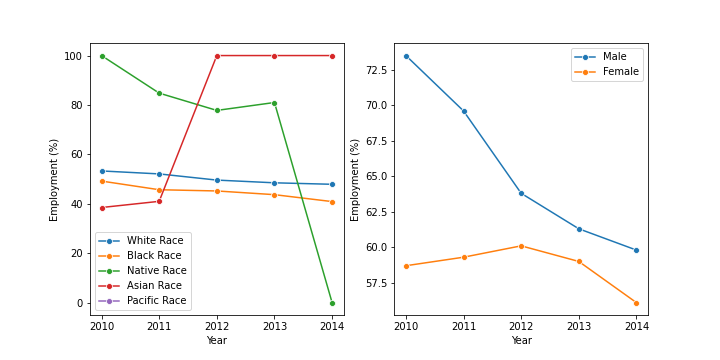 100
80
60
40
20
0
Employment (%)
White Race
Black Race
Native Race
Asian Race
Pacific Race
2010 2011 2012 2013 2014
Year
72.5
70.0
67.5
65.0
62.5
60.0
57.5
Employment (%)
Male
Female
2010 2011 2012 2013 2014
Year